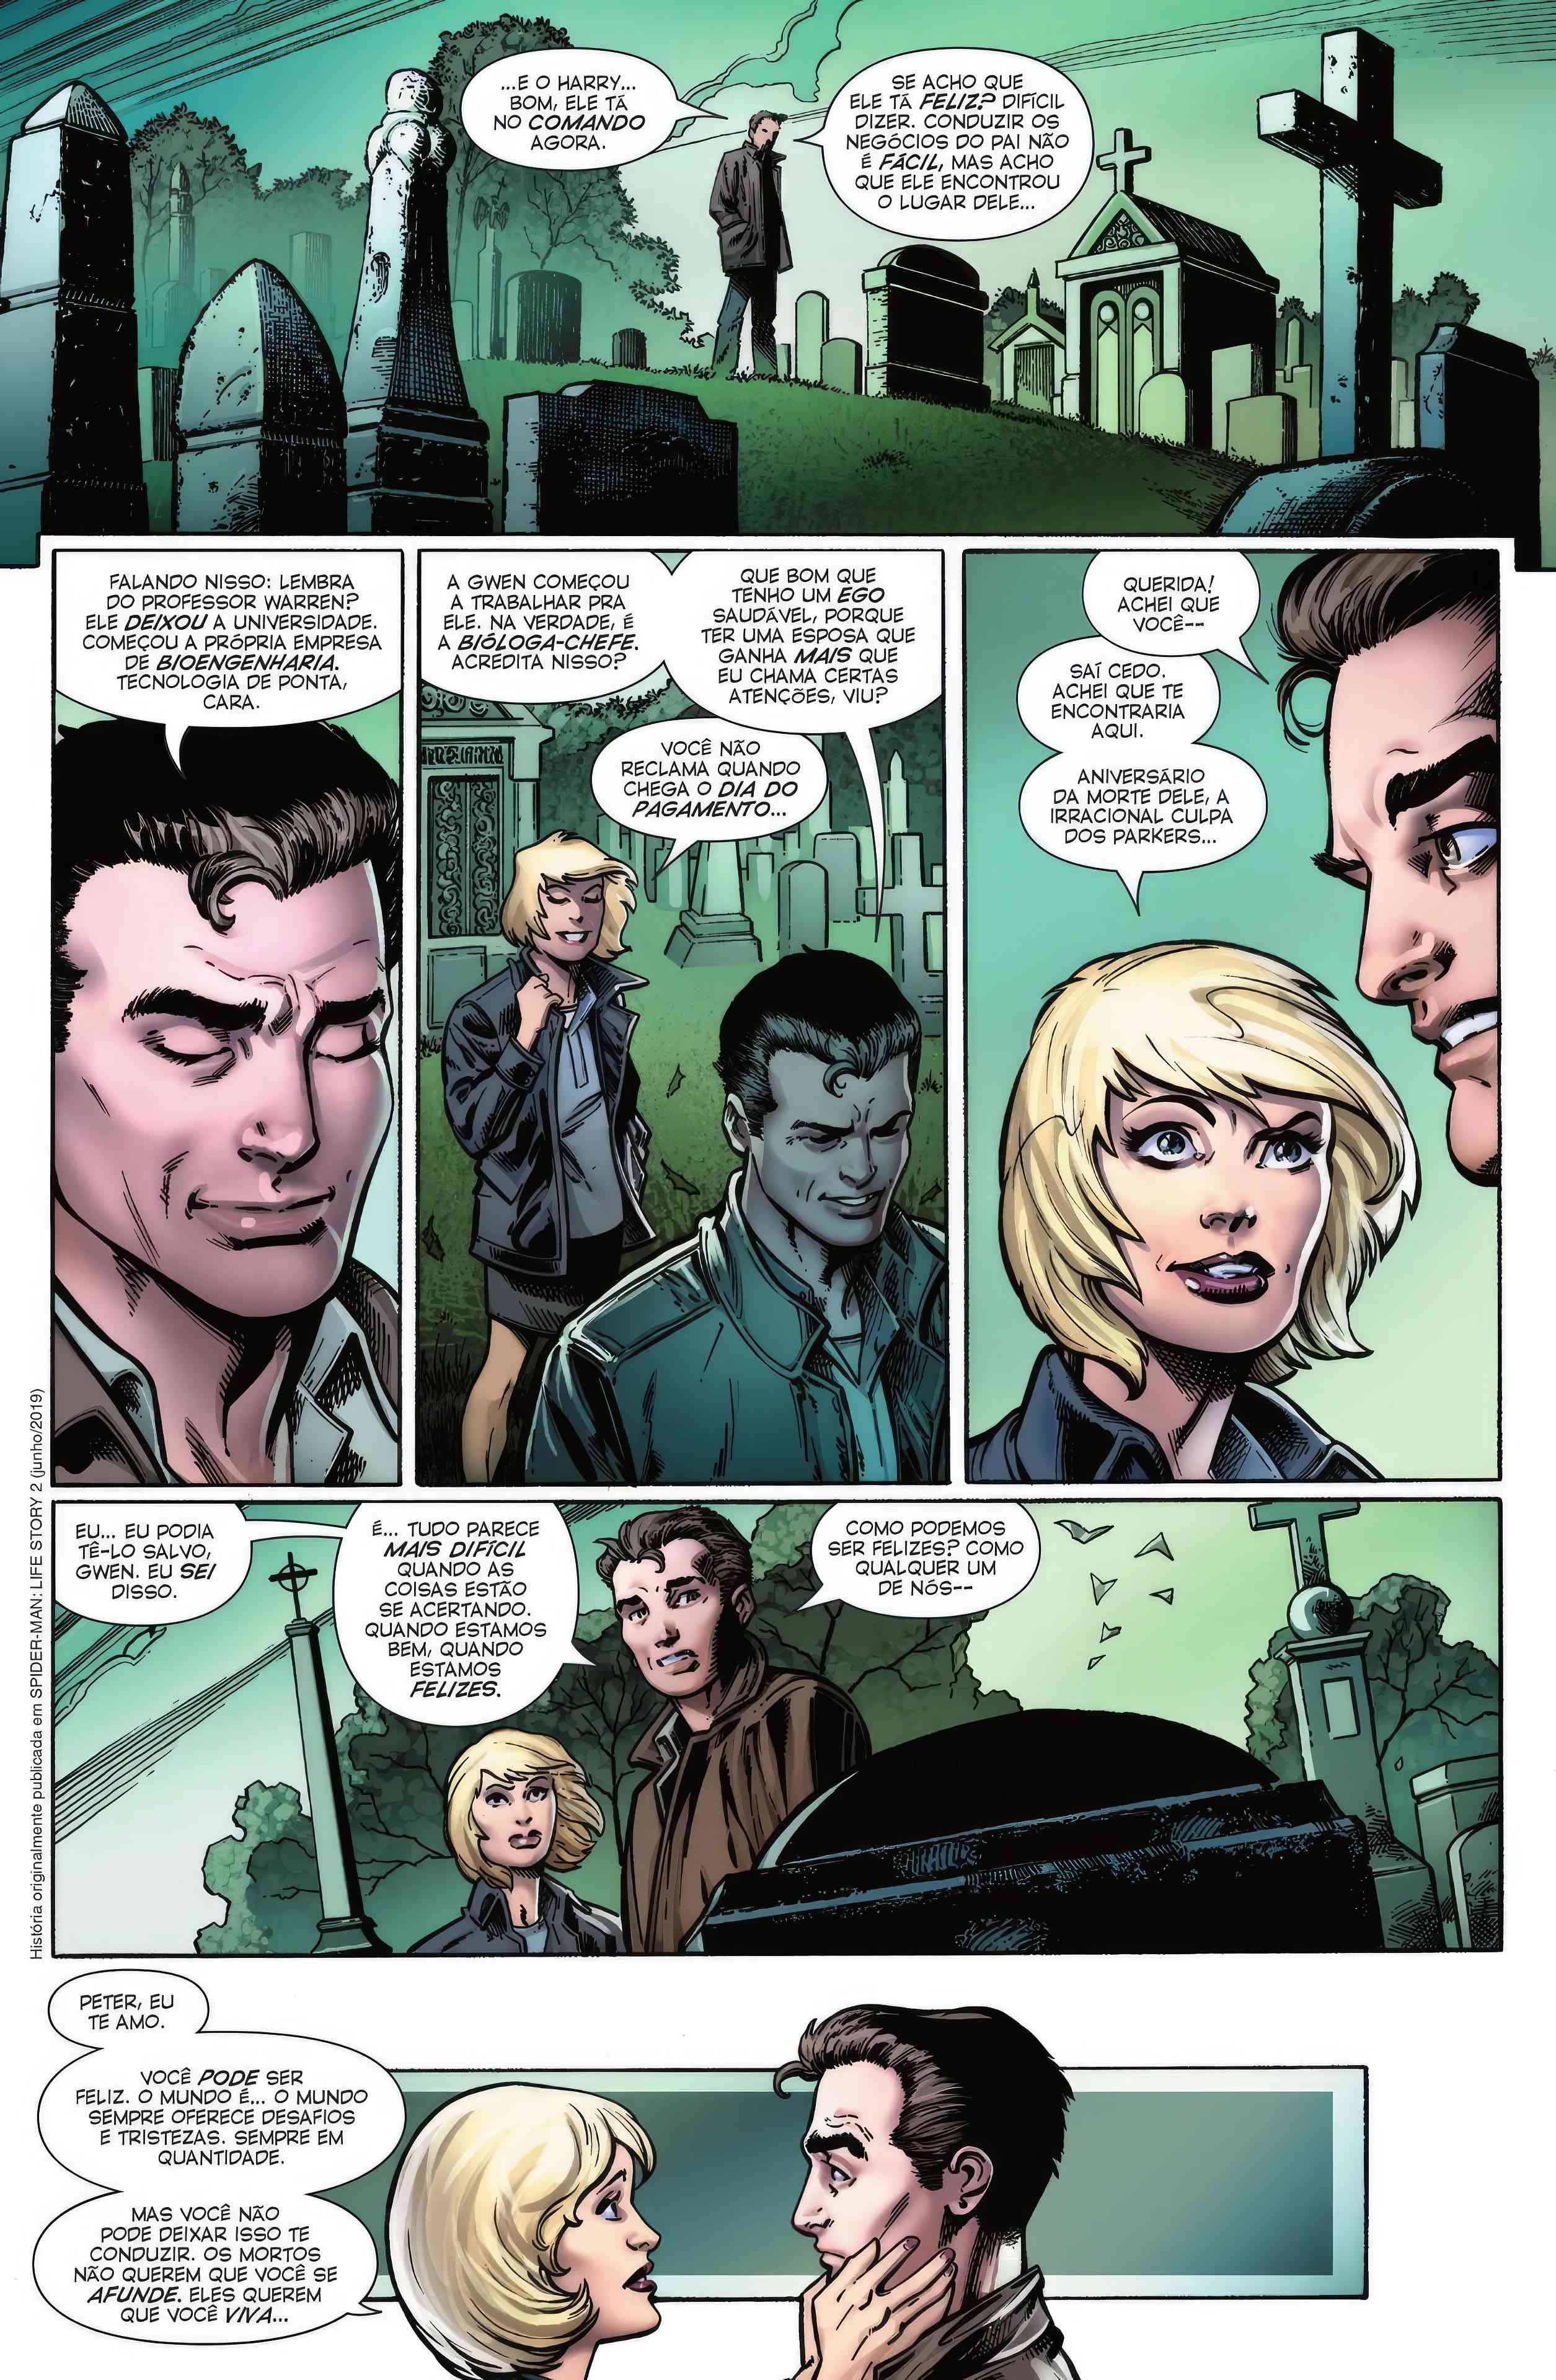 ...E O HARRY...
BOM, ELE TÁ
NO COMANDO
AGORA.
SE ACHO QUE
ELE TÁ FELIZ? DIFÍCIL
DIZER. CONDUZIR OS
NEGÓCIOS DO PAI NÃO
É FÁCIL, MAS ACHO
QUE ELE ENCONTROU
O LUGAR DELE...
FALANDO NISSO: LEMBRA
DO PROFESSOR WARREN?
ELE DEIXOU A UNIVERSIDADE.
COMEÇOU A PRÓPRIA EMPRESA
DE BIOENGENHARIA.
TECNOLOGIA DE PONTA,
CARA.
A GWEN COMEÇOU
A TRABALHAR PRA
ELE. NA VERDADE, É
A BIÓLOGA-CHEFE.
ACREDITA NISSO?
QUE BOM QUE
TENHO UM EGO
SAUDÁVEL, PORQUE
TER UMA ESPOSA QUE
GANHA MAIS QUE
EU CHAMA CERTAS
ATENÇÕES, VIU?
VOCÊ NÃO
RECLAMA QUANDO
CHEGA O DIA DO
PAGAMENTO...
QUERIDA!
ACHEI QUE
VOCÊ--
SAÍ CEDO.
ACHEI QUE TE
ENCONTRARIA
AQUI.
ANIVERSÁRIO
DA MORTE DELE, A
IRRACIONAL CULPA
DOS PARKERS...
EU... EU PODIA
TÊ-LO SALVO,
GWEN. EU SEI
DISSO.
É... TUDO PARECE
MAIS DIFÍCIL
QUANDO AS
COISAS ESTÃO
SE ACERTANDO.
QUANDO ESTAMOS
BEM, QUANDO
ESTAMOS
FELIZES.
COMO PODEMOS
SER FELIZES? COMO
QUALQUER UM
DE NÓS--
PETER, EU
TE AMO.
VOCÊ PODE SER
FELIZ. O MUNDO É... O MUNDO
SEMPRE OFERECE DESAFIOS
E TRISTEZAS. SEMPRE EM
QUANTIDADE.
MAS VOCÊ NÃO
PODE DEIXAR ISSO TE
CONDUZIR. OS MORTOS
NÃO QUEREM QUE VOCÊ SE
AFUNDE. ELES QUEREM
QUE VOCÊ VIVA...
História originalmente publicada em SPIDER-MAN: LIFE STORY 2 (junho/2019)